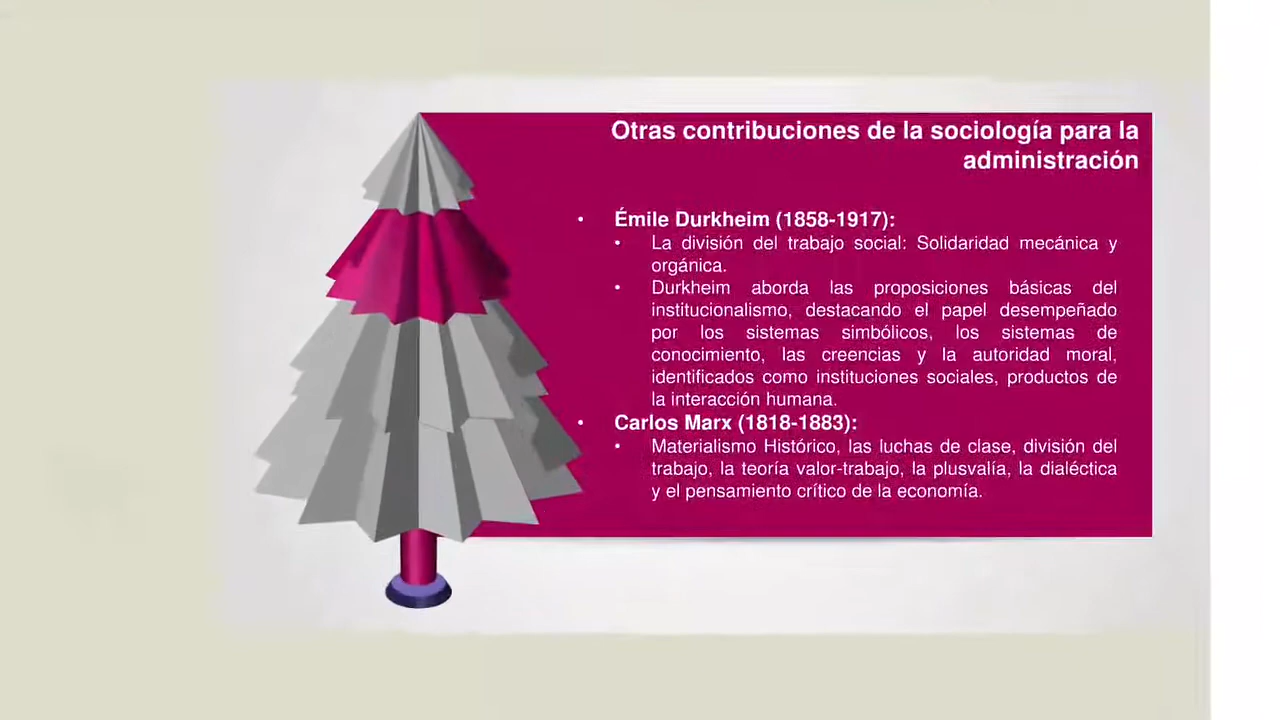 Otras contribuciones de la sociología para la
administración
• Émile Durkheim (1858-1917):
• La división del trabajo social: Solidaridad mecánica y
orgánica.
• Durkheim aborda las proposiciones básicas del
institucionalismo, destacando el papel desempeñado
por los sistemas simbólicos, los sistemas de
conocimiento, las creencias y la autoridad moral,
identificados como instituciones sociales, productos de
la interacción humana.
• Carlos Marx (1818-1883):
• Materialismo Histórico, las luchas de clase, división del
trabajo, la teoría valor-trabajo, la plusvalía, la dialéctica
y el pensamiento crítico de la economía.